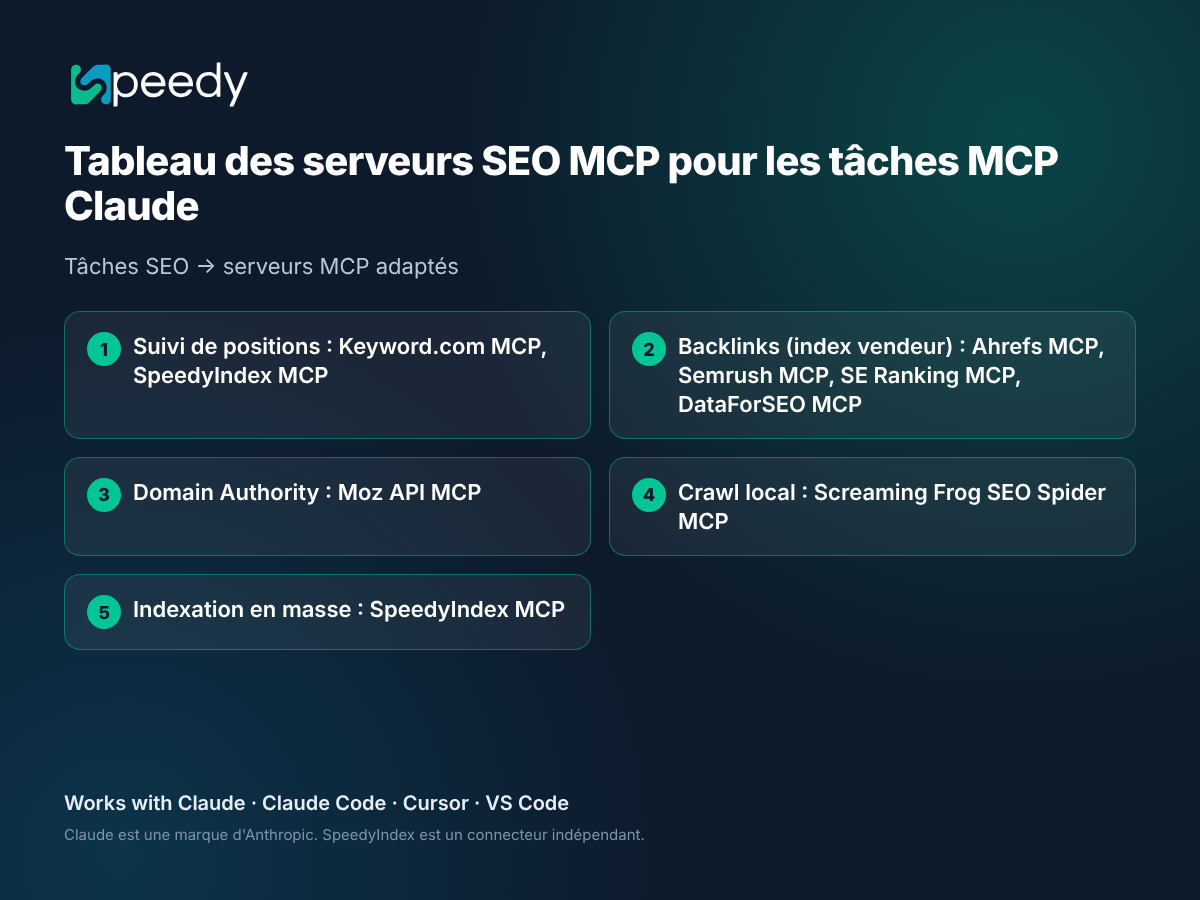 Speedy
Tableau des serveurs SEO MCP pour les tâches MCP
Claude
Tâches SEO → serveurs MCP adaptés
1 Suivi de positions : Keyword.com MCP,
SpeedyIndex MCP
2 Backlinks (index vendeur) : Ahrefs MCP,
Semrush MCP, SE Ranking MCP,
DataForSEO MCP
3 Domain Authority : Moz API MCP
4 Crawl local : Screaming Frog SEO Spider
MCP
5 Indexation en masse : SpeedyIndex MCP
Works with Claude · Claude Code · Cursor · VS Code
Claude est une marque d'Anthropic. SpeedyIndex est un connecteur indépendant.